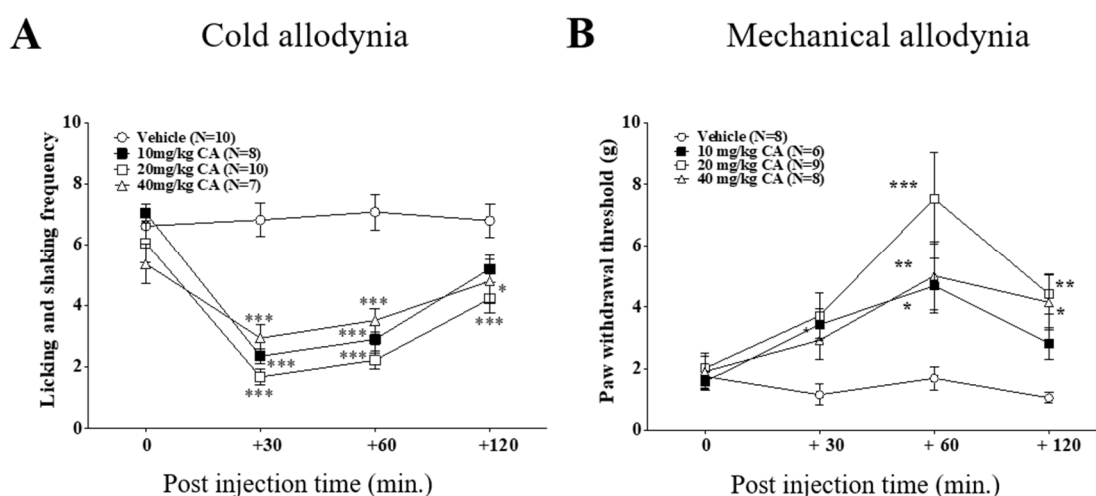 A
Cold allodynia
Licking and shaking frequency
10
8
6
4
2
0
Vehicle (N=10)
10mg/kg CA (N=8)
20mg/kg CA (N=10)
40mg/kg CA (N=7)
***
***
***
***
***
***
*
***
0
+30
+60
+120
Post injection time (min.)
B
Mechanical allodynia
Paw withdrawal threshold (g)
10
8
6
4
2
0
Vehicle (N=8)
10 mg/kg CA (N=6)
20 mg/kg CA (N=9)
40 mg/kg CA (N=8)
*
***
**
*
**
*
0
+ 30
+ 60
+ 120
Post injection time (min.)